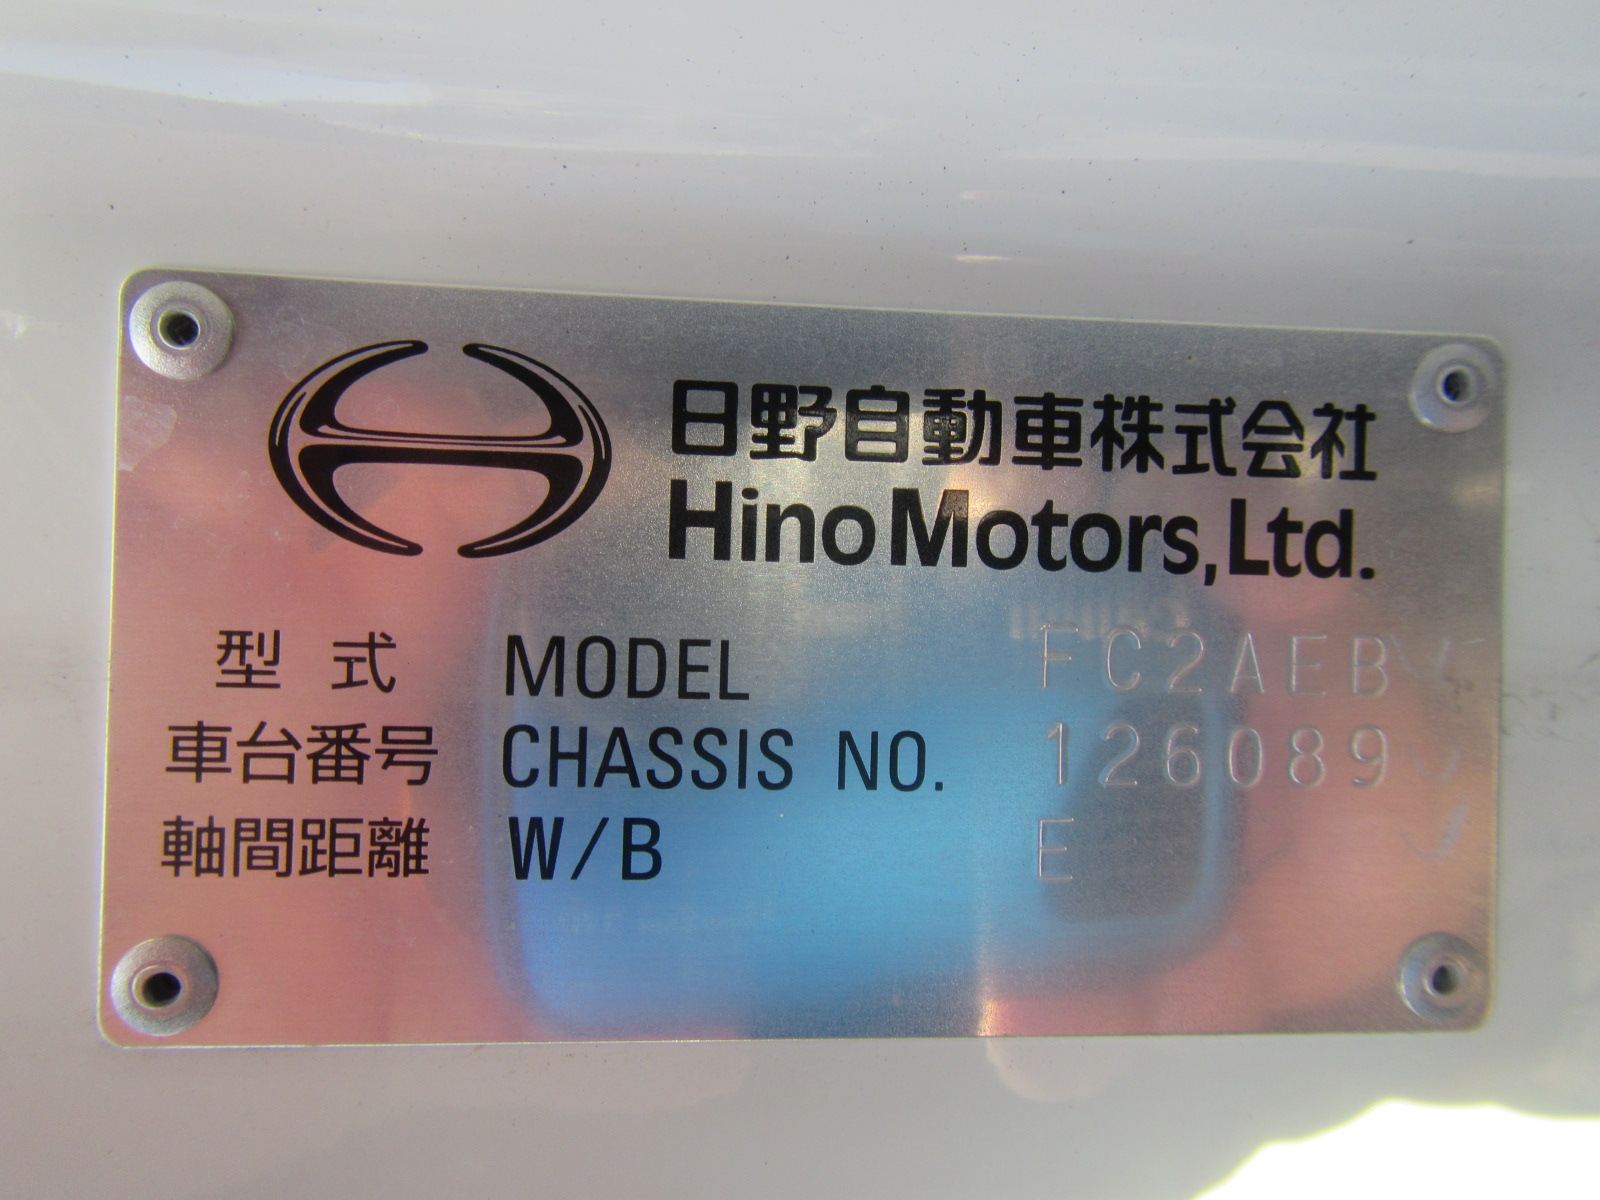 日野自動車株式会社
Hino Motors, Ltd.
型式 MODEL FC2AEB
車台番号 CHASSIS NO. 126089
軸間距離 W/B E